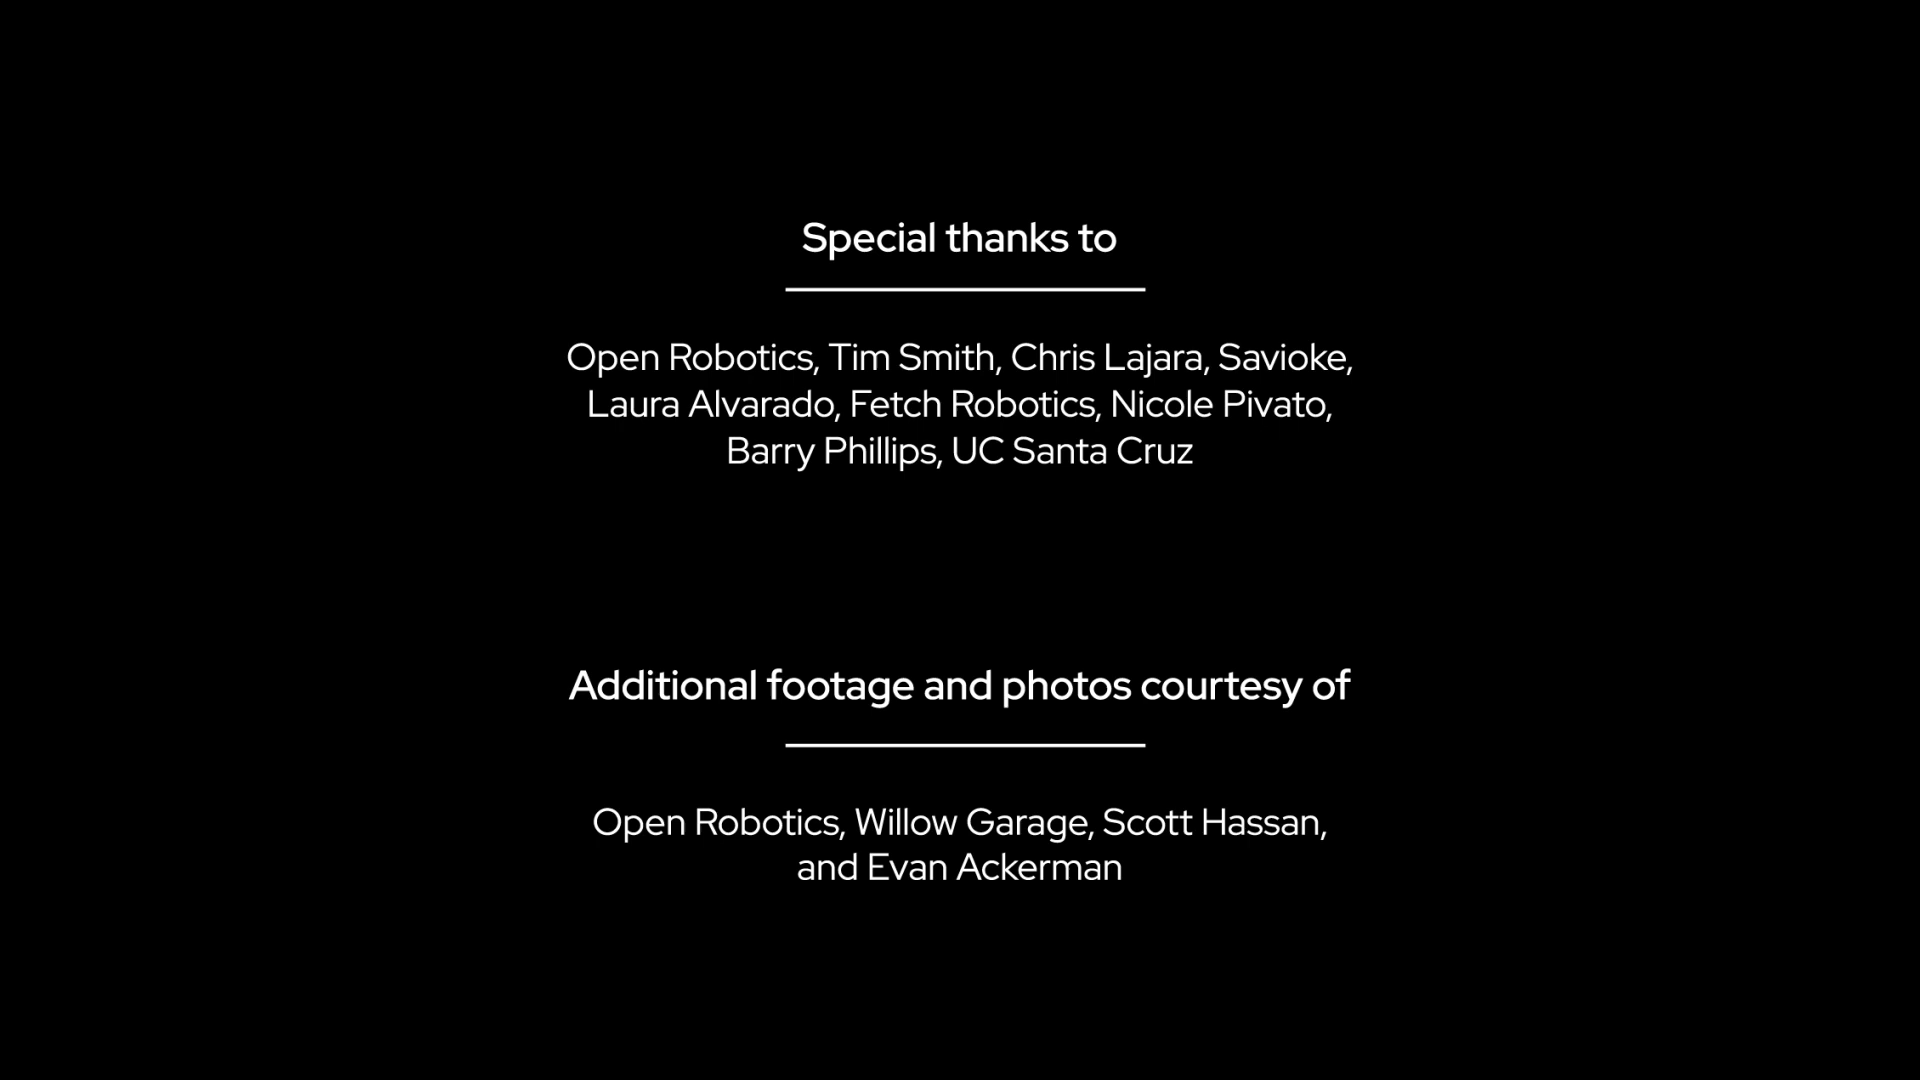 Special thanks to
Open Robotics, Tim Smith, Chris Lajara, Savioke,
Laura Alvarado, Fetch Robotics, Nicole Pivato,
Barry Phillips, UC Santa Cruz
Additional footage and photos courtesy of
Open Robotics, Willow Garage, Scott Hassan,
and Evan Ackerman